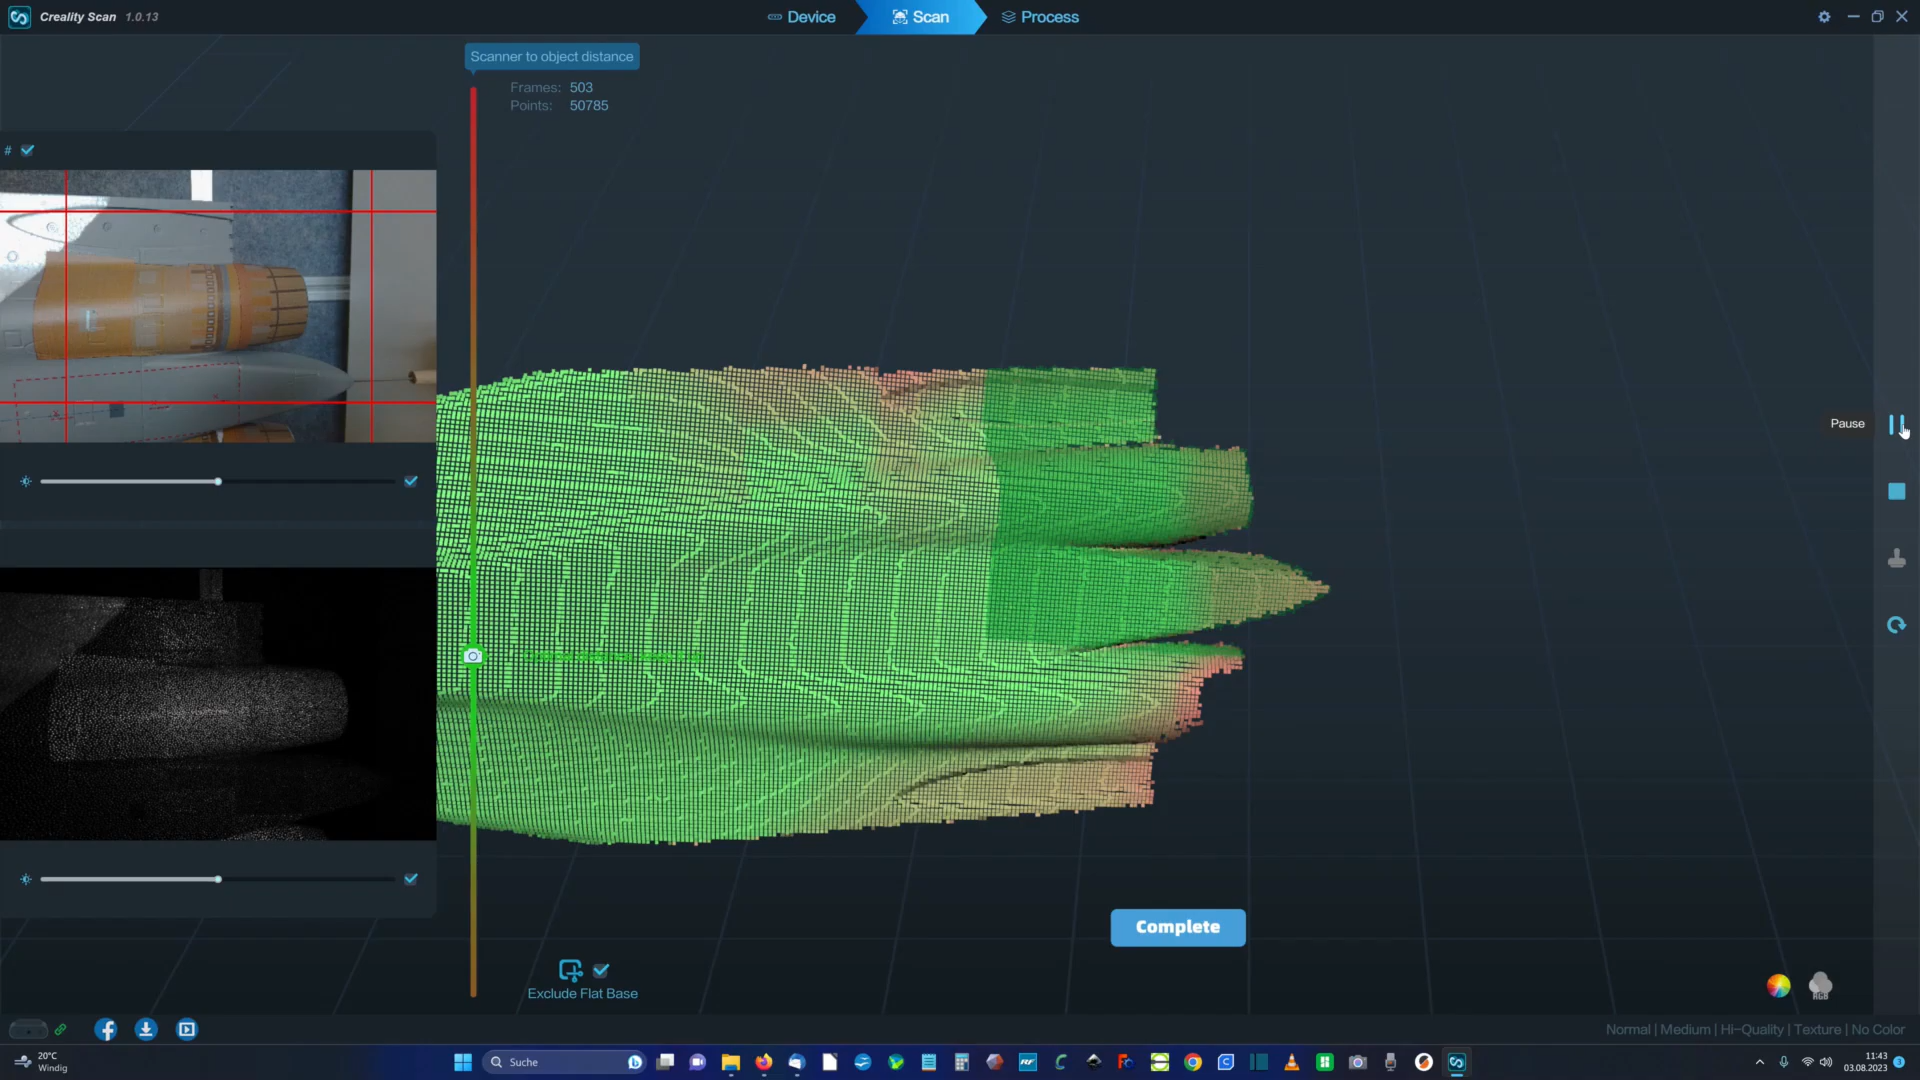 Creality Scan 1.0.13
Device
Scan
Process
Scanner to object distance
Frames: 503
Points: 50785
#
Pause
Complete
Exclude Flat Base
RGB
Normal | Medium | Hi-Quality | Texture | No Color
20°C
Windig
Suche
11:43
03.08.2023